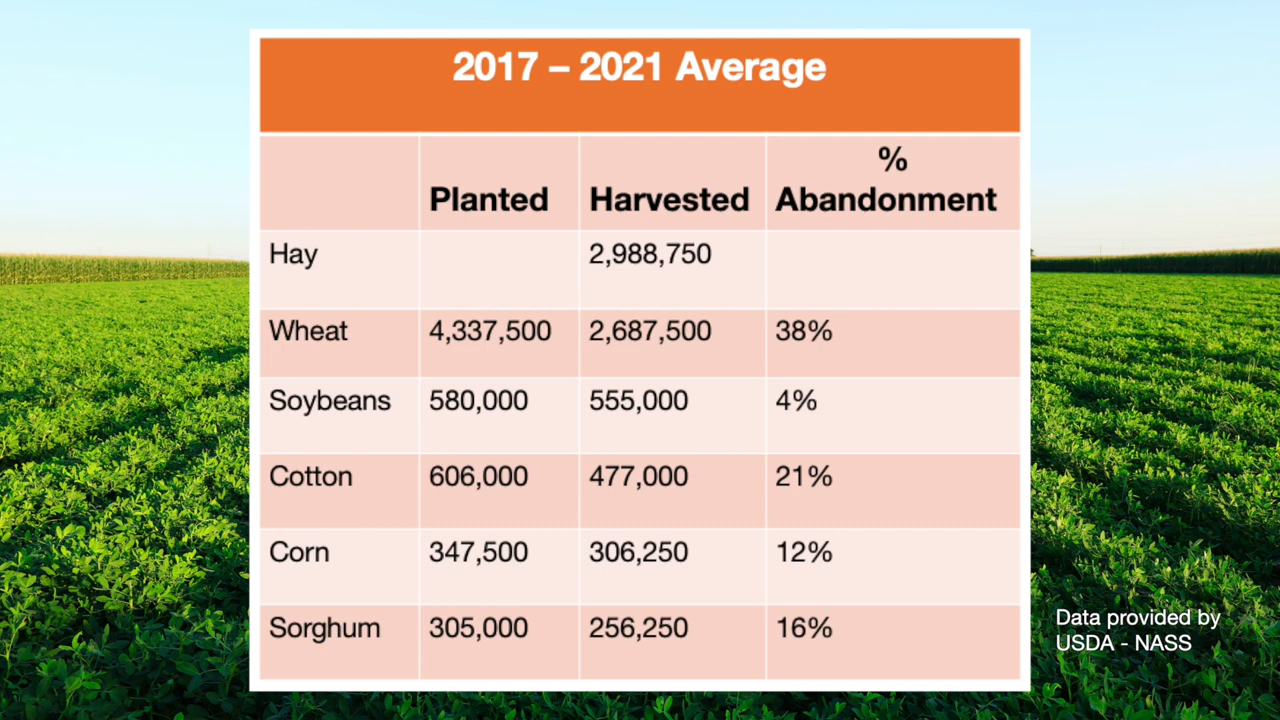 2017 – 2021 Average
%
Planted Harvested Abandonment
Hay 2,988,750
Wheat 4,337,500 2,687,500 38%
Soybeans 580,000 555,000 4%
Cotton 606,000 477,000 21%
Corn 347,500 306,250 12%
Sorghum 305,000 256,250 16%
Data provided by
USDA - NASS